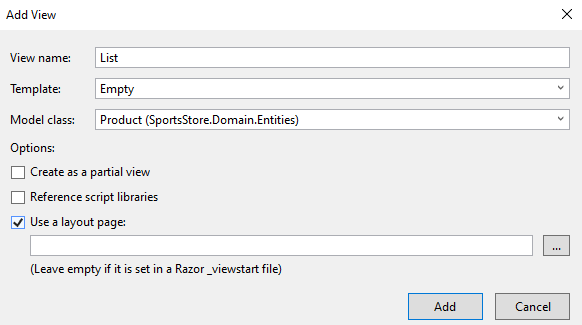 Add View
View name: List
Template: Empty
Model class: Product (SportsStore.Domain.Entities)
Options:
Create as a partial view
Reference script libraries
Use a layout page:
...
(Leave empty if it is set in a Razor _viewstart file)
Add Cancel